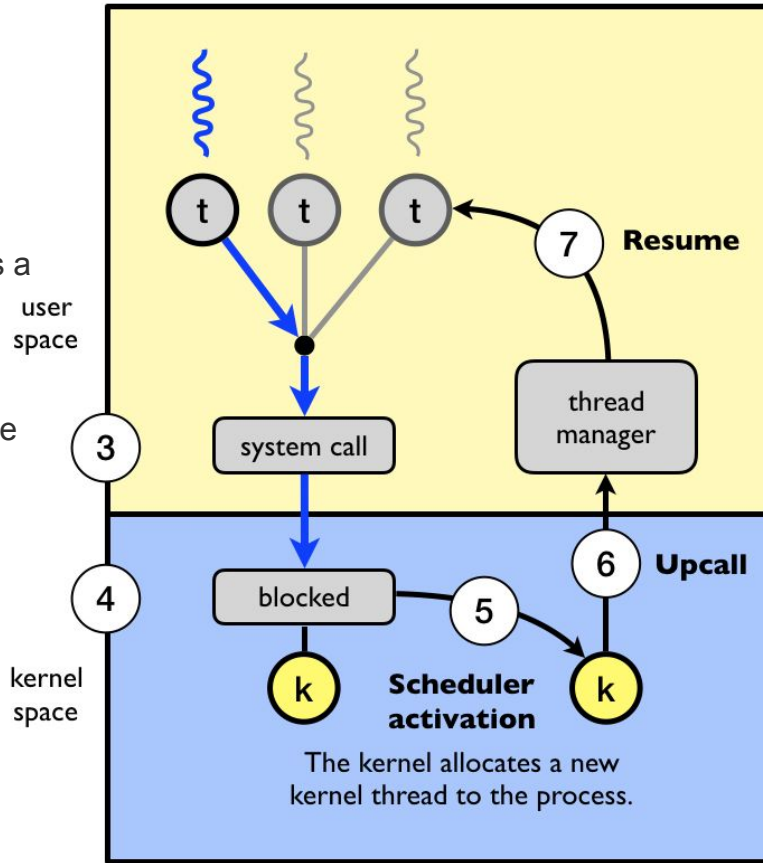 t
t
t
7
Resume
s a
user
space
thread
manager
e
3
system call
6
Upcall
4
blocked
5
kernel
space
k
Scheduler
activation
k
The kernel allocates a new
kernel thread to the process.